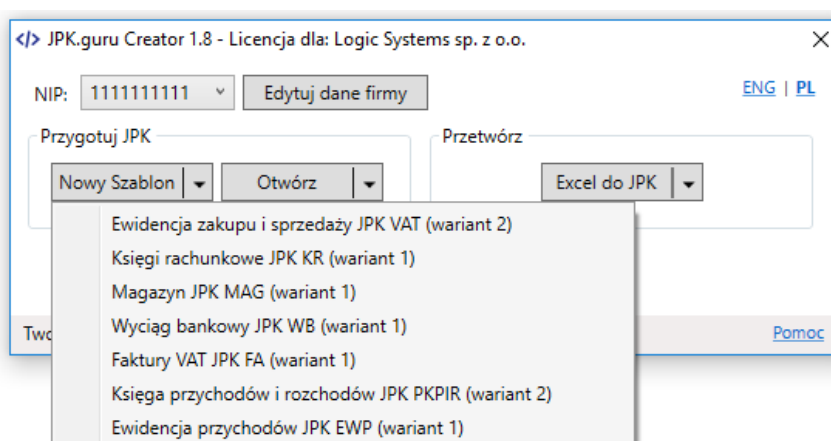 </> JPK.guru Creator 1.8 - Licencja dla: Logic Systems sp. z o.o.
NIP: 1111111111 Edytuj dane firmy ENG | PL
Przygotuj JPK Przetwórz
Nowy Szablon Otwórz Excel do JPK
Ewidencja zakupu i sprzedaży JPK VAT (wariant 2)
Księgi rachunkowe JPK KR (wariant 1)
Magazyn JPK MAG (wariant 1)
Wyciąg bankowy JPK WB (wariant 1)
Pomoc
Faktury VAT JPK FA (wariant 1)
Księga przychodów i rozchodów JPK PKPIR (wariant 2)
Ewidencja przychodów JPK EWP (wariant 1)